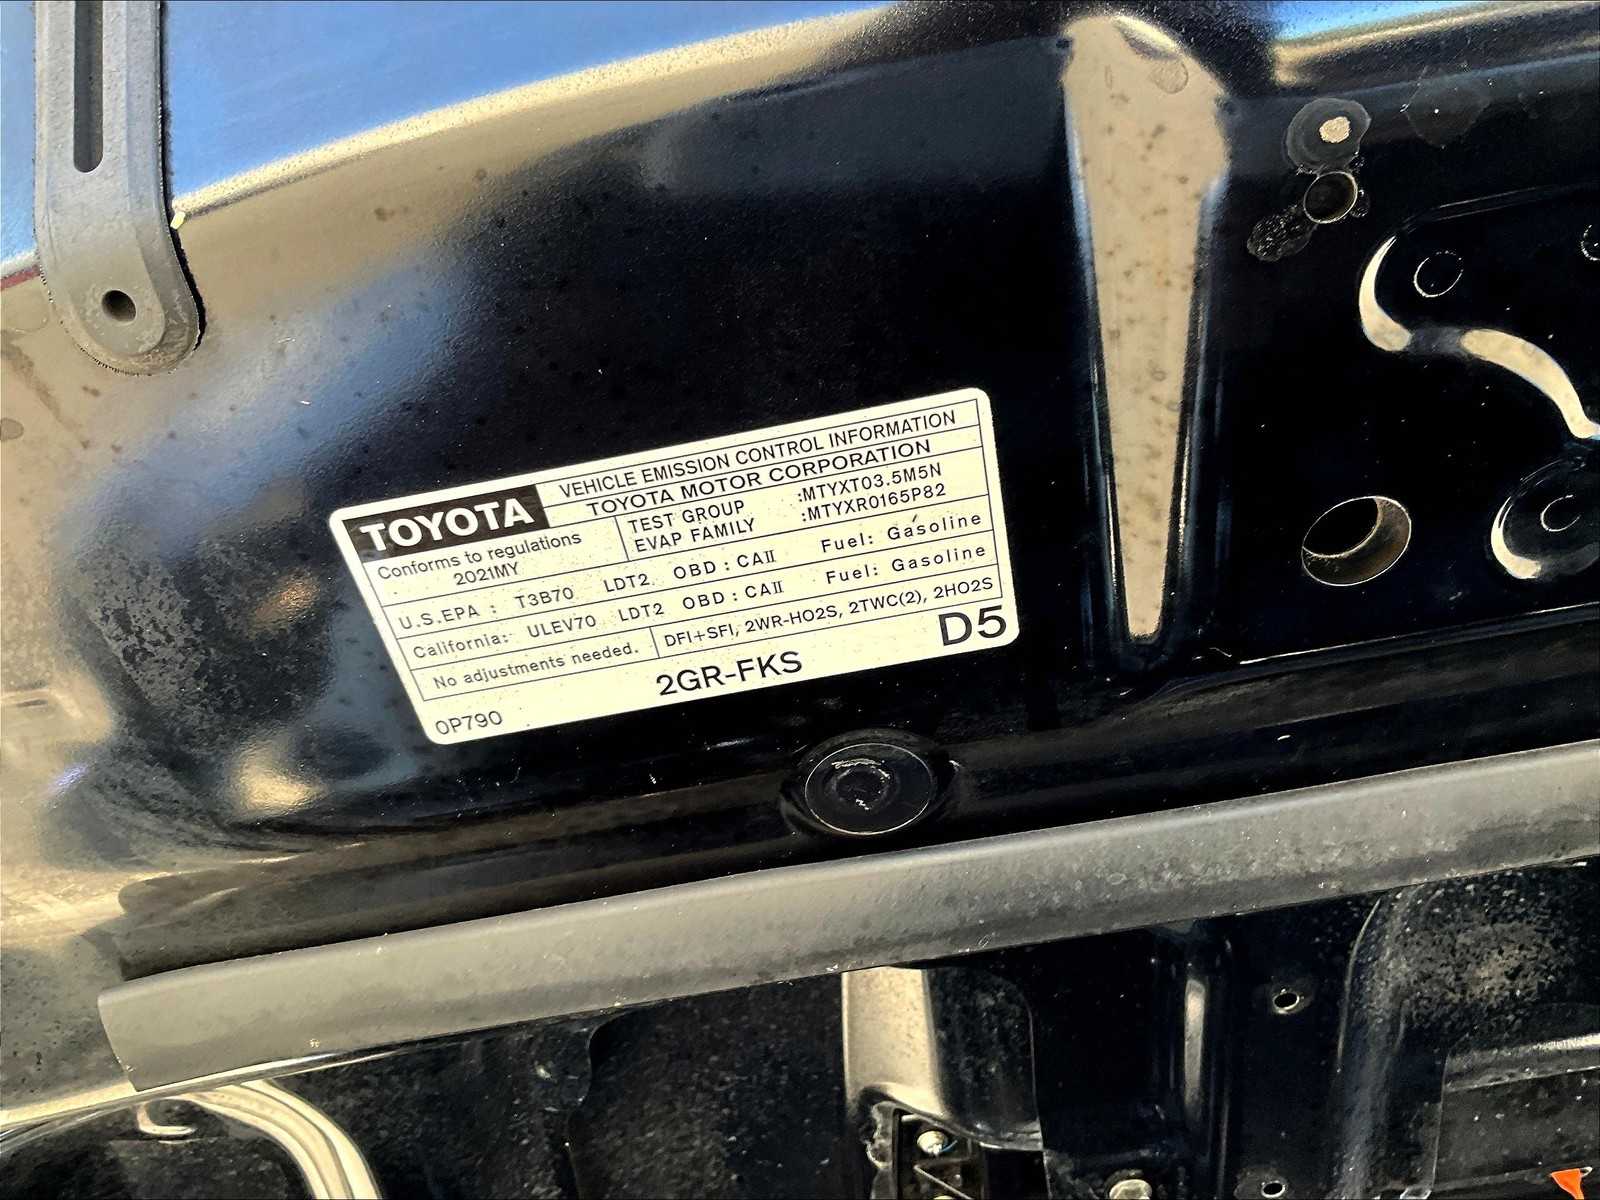 TOYOTA
VEHICLE EMISSION CONTROL INFORMATION
TOYOTA MOTOR CORPORATION
Conforms to regulations
2021MY
TEST GROUP :MTYXT03.5M5N
EVAP FAMILY :MTYXR0165P82
U.S.EPA : T3B70 LDT2 OBD : CAII Fuel: Gasoline
California: ULEV70 LDT2 OBD : CAII Fuel: Gasoline
No adjustments needed. DFI+SFI, 2WR-HO2S, 2TWC(2), 2HO2S
0P790 2GR-FKS D5